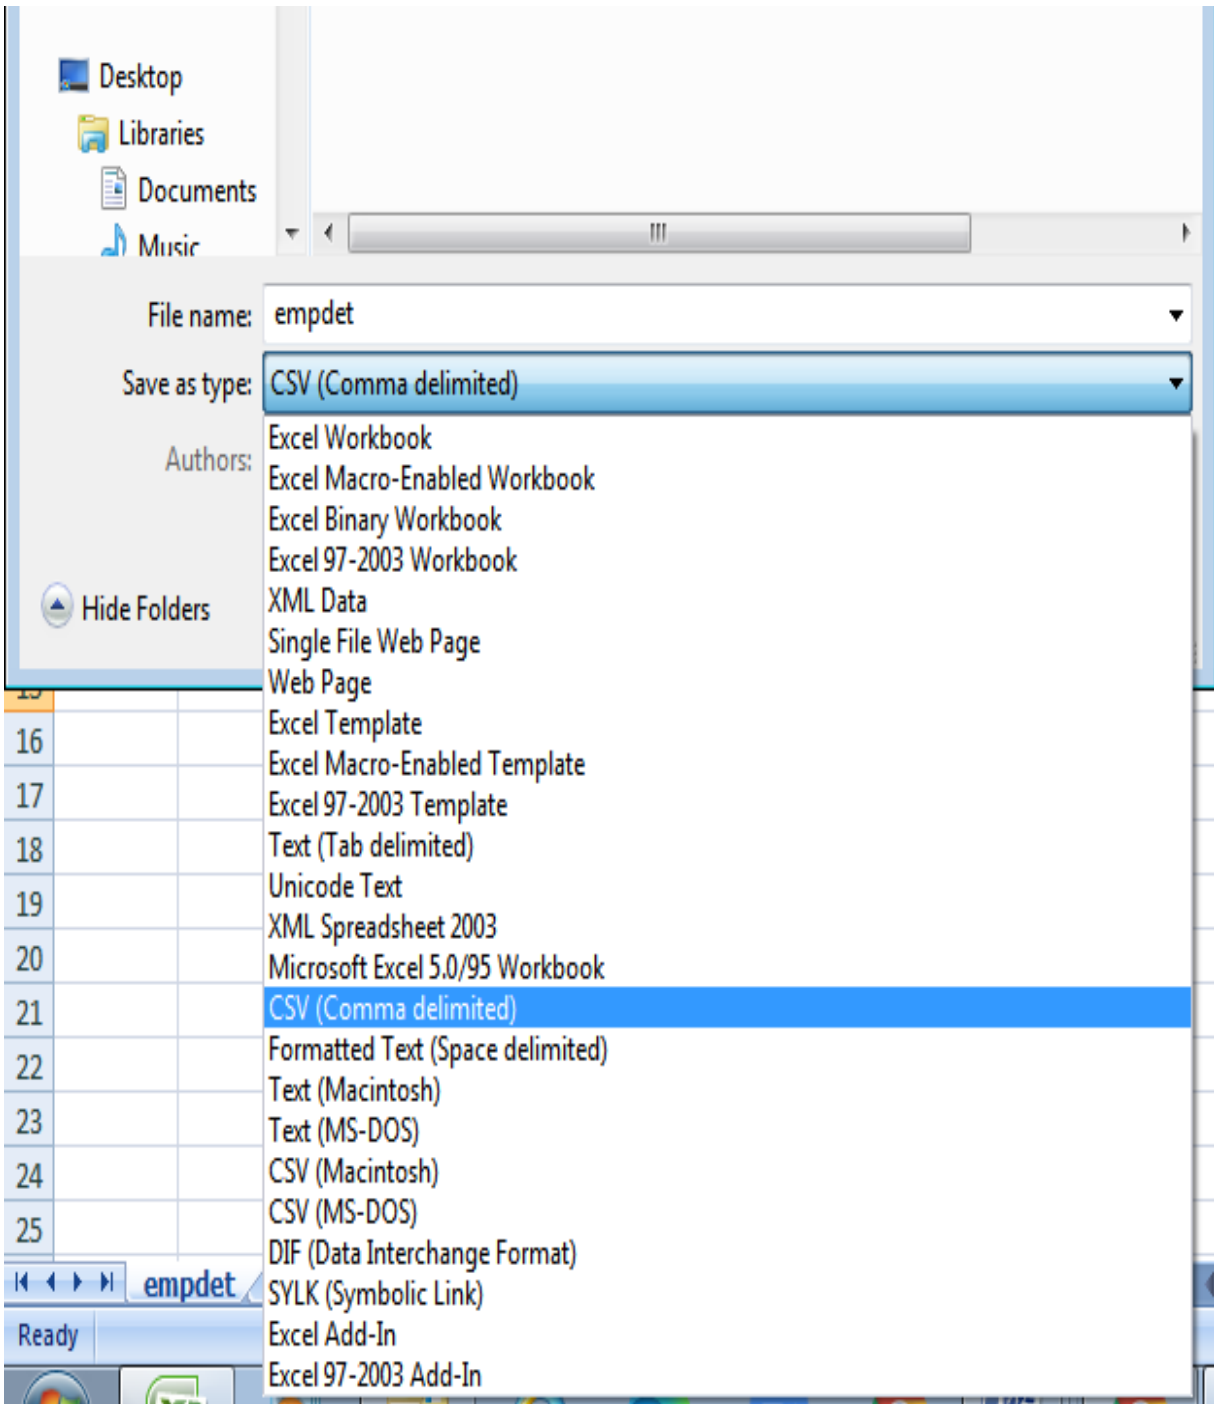 Desktop
Libraries
Documents
Music
File name: empdet
Save as type: CSV (Comma delimited)
Authors:
Excel Workbook
Excel Macro-Enabled Workbook
Excel Binary Workbook
Excel 97-2003 Workbook
XML Data
Hide Folders
Single File Web Page
Web Page
15
Excel Template
16
Excel Macro-Enabled Template
17
Excel 97-2003 Template
18
Text (Tab delimited)
Unicode Text
19
XML Spreadsheet 2003
20
Microsoft Excel 5.0/95 Workbook
21
CSV (Comma delimited)
Formatted Text (Space delimited)
22
Text (Macintosh)
23
Text (MS-DOS)
24
CSV (Macintosh)
CSV (MS-DOS)
25
DIF (Data Interchange Format)
empdet
SYLK (Symbolic Link)
Ready
Excel Add-In
Excel 97-2003 Add-In